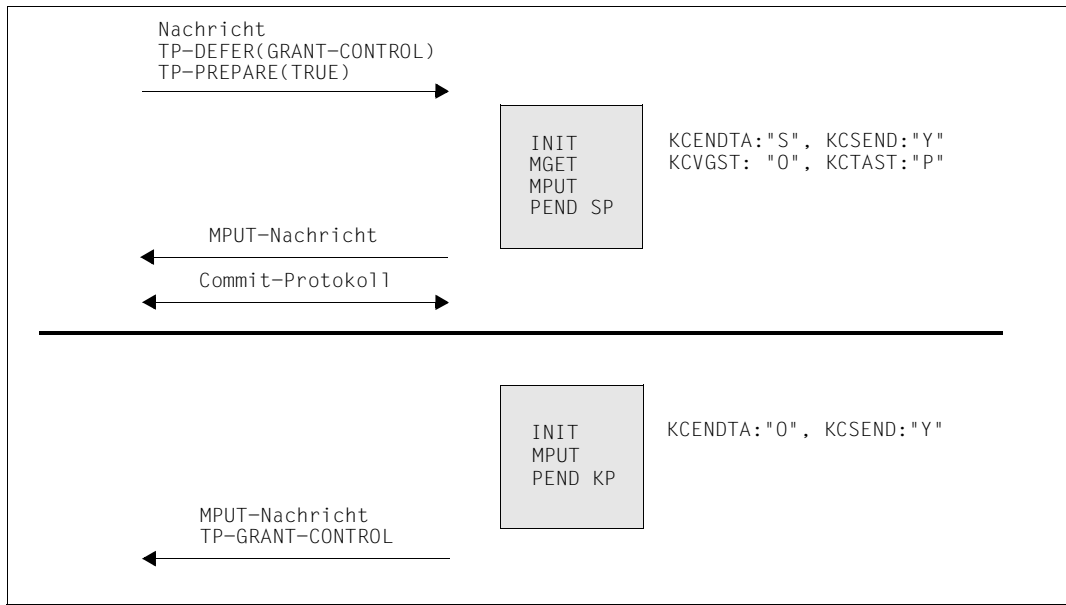 Nachricht
TP-DEFER(GRANT-CONTROL)
TP-PREPARE(TRUE)
INIT
MGET
MPUT
PEND SP
KCENDTA:"S", KCSEND:"Y"
KCVGST: "O", KCTAST:"P"
MPUT-Nachricht
Commit-Protokoll
INIT
MPUT
PEND KP
KCENDTA:"O", KCSEND:"Y"
MPUT-Nachricht
TP-GRANT-CONTROL